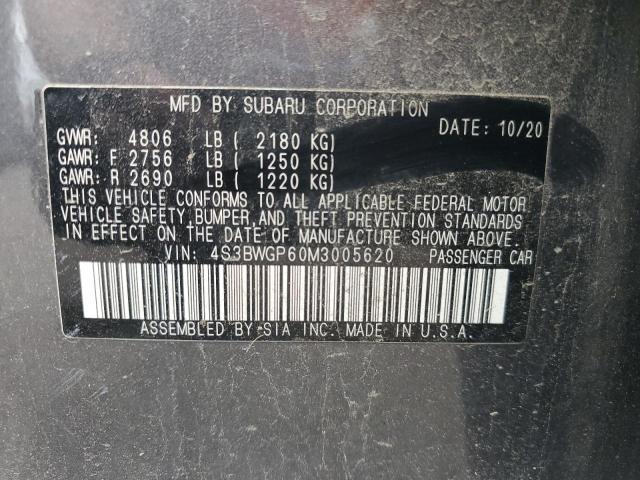 MFD BY SUBARU CORPORATION
DATE: 10/20
GVWR: 4806 LB ( 2180 KG)
GAWR: F 2756 LB ( 1250 KG)
GAWR: R 2690 LB ( 1220 KG)
THIS VEHICLE CONFORMS TO ALL APPLICABLE FEDERAL MOTOR
VEHICLE SAFETY, BUMPER, AND THEFT PREVENTION STANDARDS
IN EFFECT ON THE DATE OF MANUFACTURE SHOWN ABOVE.
VIN: 4S3BWGP60M3005620 PASSENGER CAR
ASSEMBLED BY SIA INC. MADE IN U.S.A.